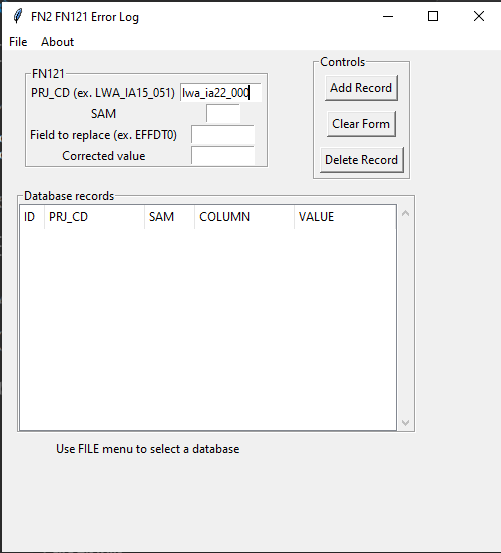 FN2 FN121 Error Log
File About
FN121
PRJ_CD (ex. LWA_IA15_051) lwa_ia22_000
SAM
Field to replace (ex. EFFDT0)
Corrected value
Controls
Add Record
Clear Form
Delete Record
Database records
ID PRJ_CD SAM COLUMN VALUE
Use FILE menu to select a database